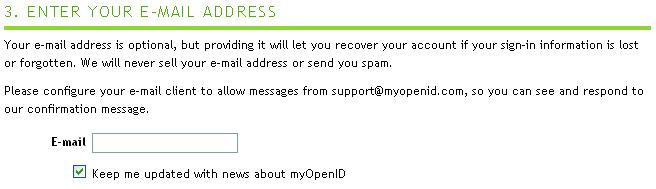 3. ENTER YOUR E-MAIL ADDRESS
Your e-mail address is optional, but providing it will let you recover your account if your sign-in information is lost
or forgotten. We will never sell your e-mail address or send you spam.
Please configure your e-mail client to allow messages from support@myopenid.com, so you can see and respond to
our confirmation message.
E-mail
Keep me updated with news about myOpenID